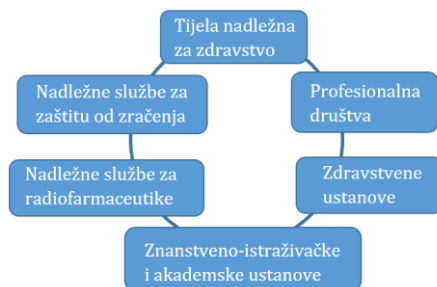 Tijela nadležna
za zdravstvo
Profesionalna
društva
Zdravstvene
ustanove
Znanstveno-istraživačke
i akademske ustanove
Nadležne službe za
radiofarmaceutike
Nadležne službe za
zaštitu od zračenja